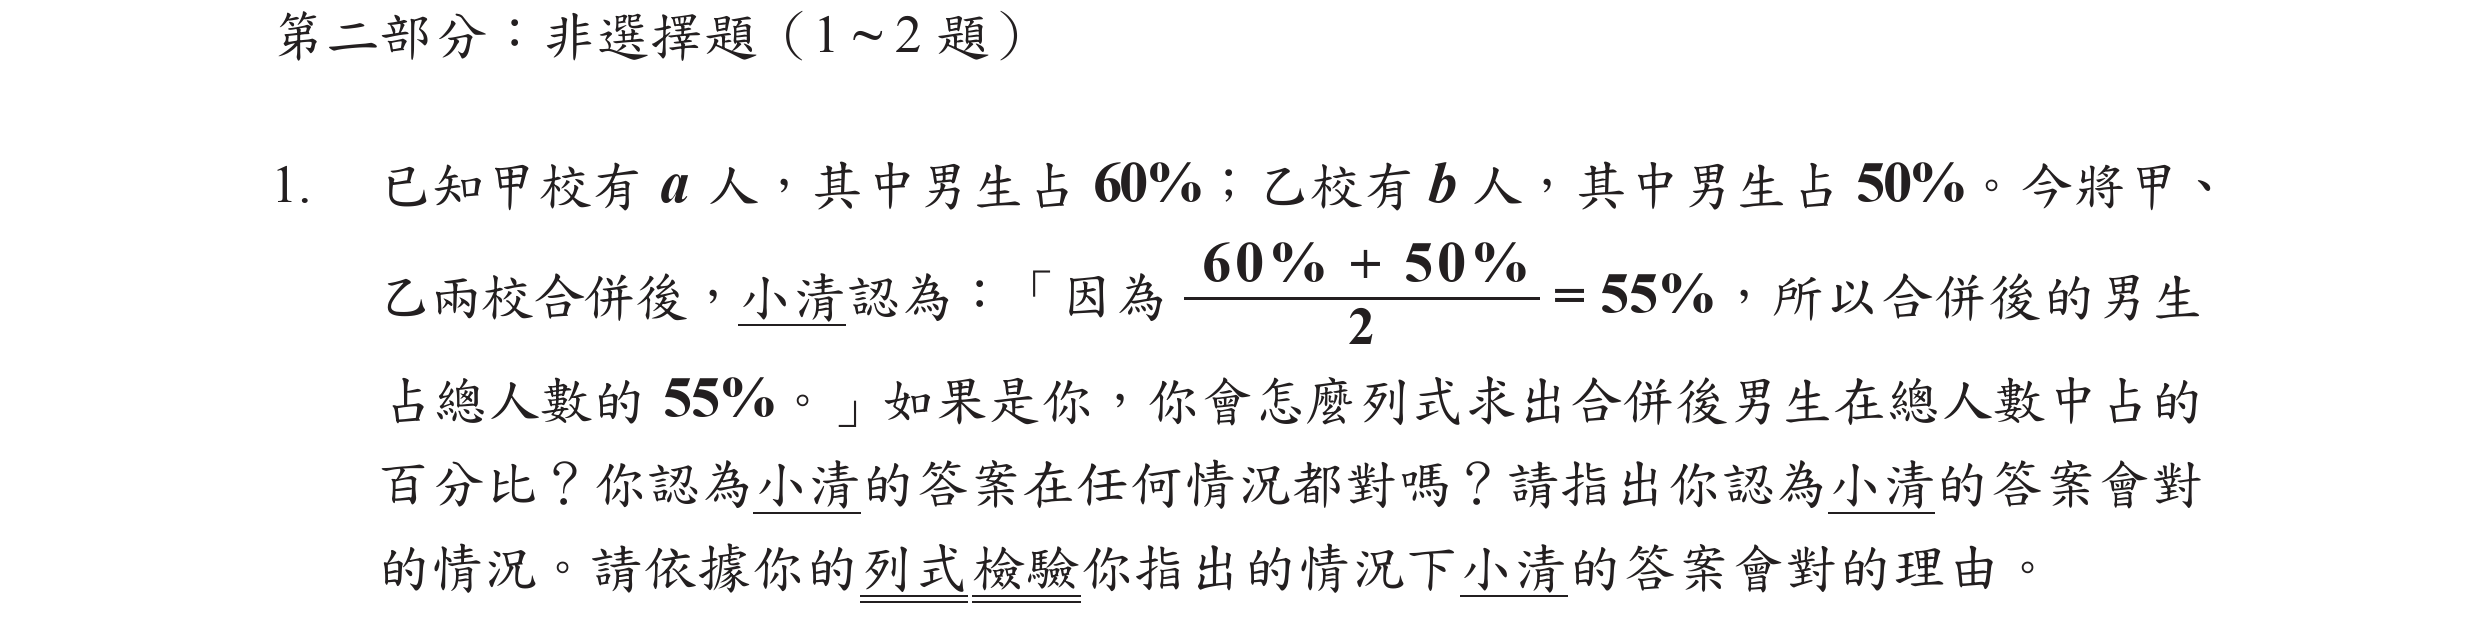 第二部分：非選擇題（1～2 題）
1. 已知甲校有 a 人，其中男生占 60%；乙校有 b 人，其中男生占 50%。今將甲、
乙兩校合併後，小清認為：「因為 \frac{60% + 50%}{2} = 55%，所以合併後的男生
占總人數的 55%。」如果是你，你會怎麼列式求出合併後男生在總人數中占的
百分比？你認為小清的答案在任何情況都對嗎？請指出你認為小清的答案會對
的情況。請依據你的列式檢驗你指出的情況下小清的答案會對的理由。